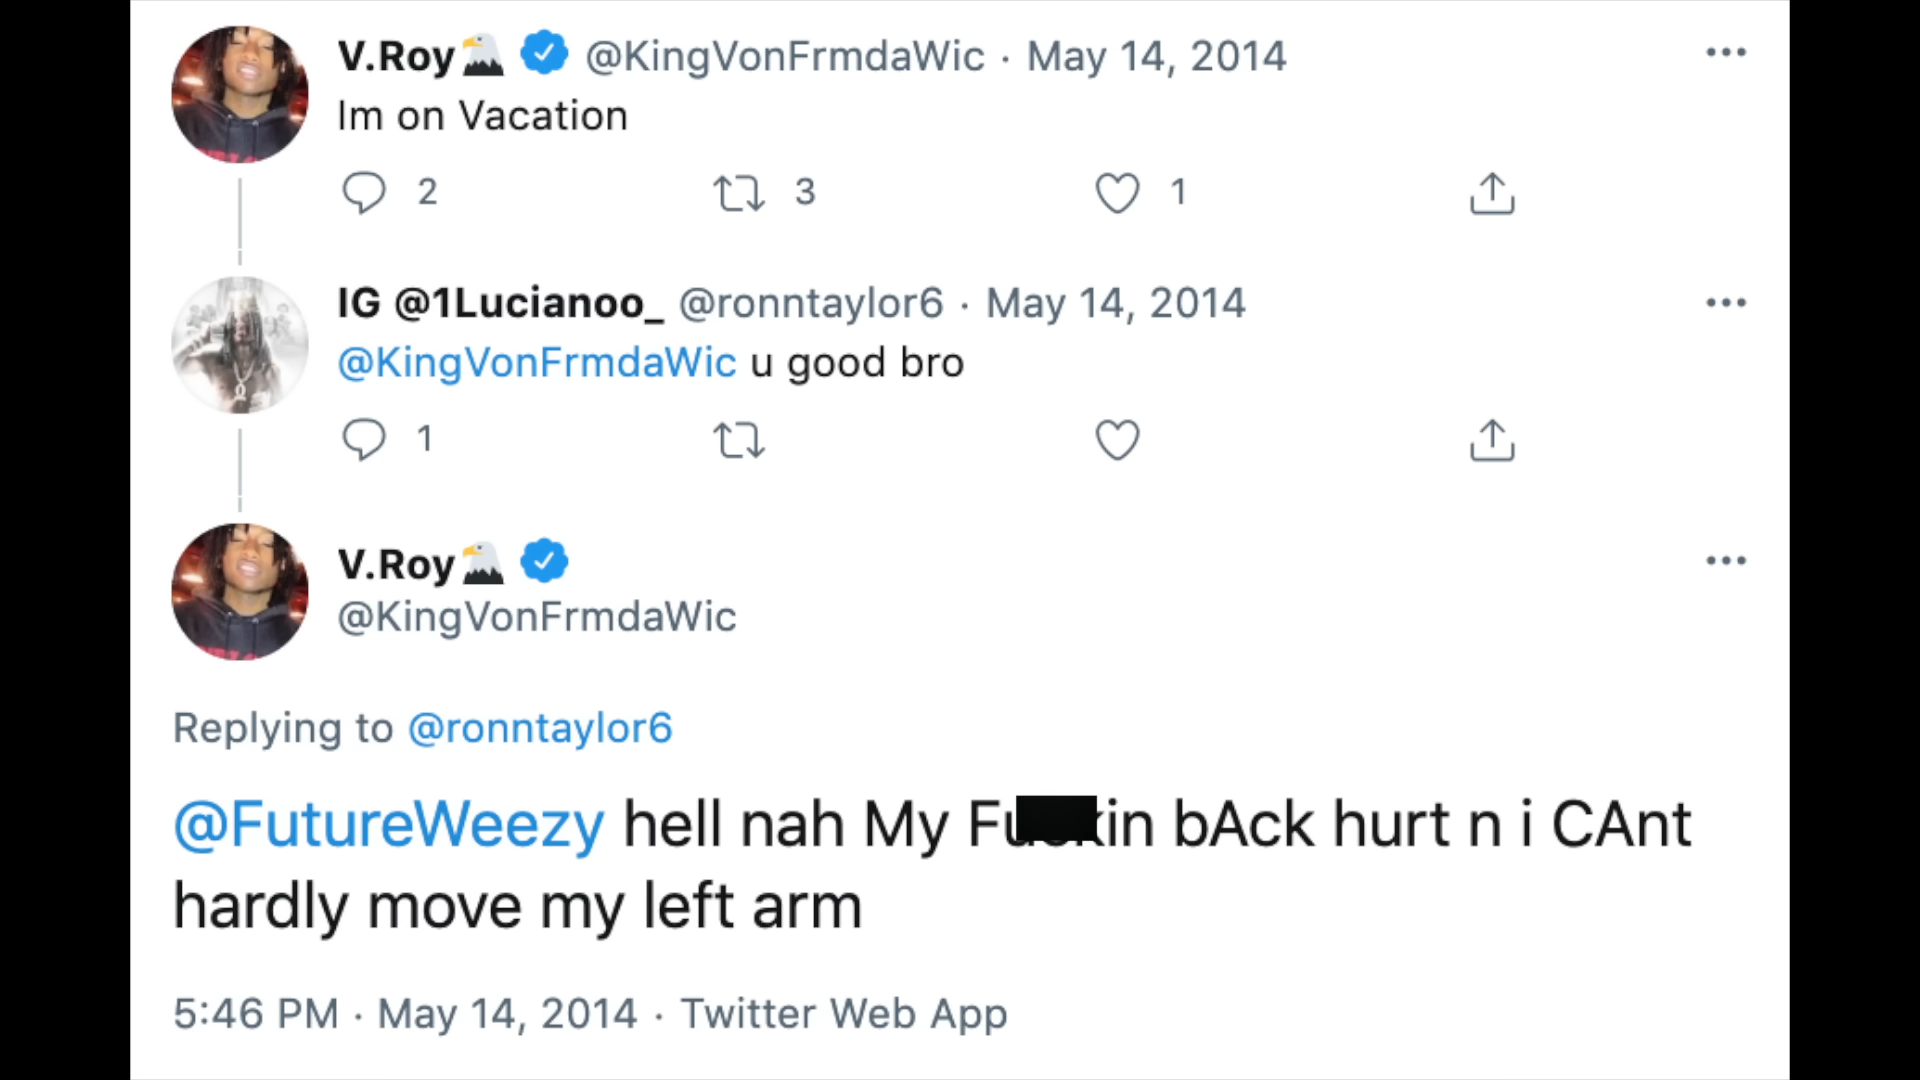 V.Roy🦅 @KingVonFrmdaWic · May 14, 2014
Im on Vacation
2 3 1
IG @1Lucianoo_ @ronntaylor6 · May 14, 2014
@KingVonFrmdaWic u good bro
1
V.Roy🦅
@KingVonFrmdaWic
Replying to @ronntaylor6
@FutureWeezy hell nah My bAck hurt n i CAnt
hardly move my left arm
5:46 PM · May 14, 2014 · Twitter Web App